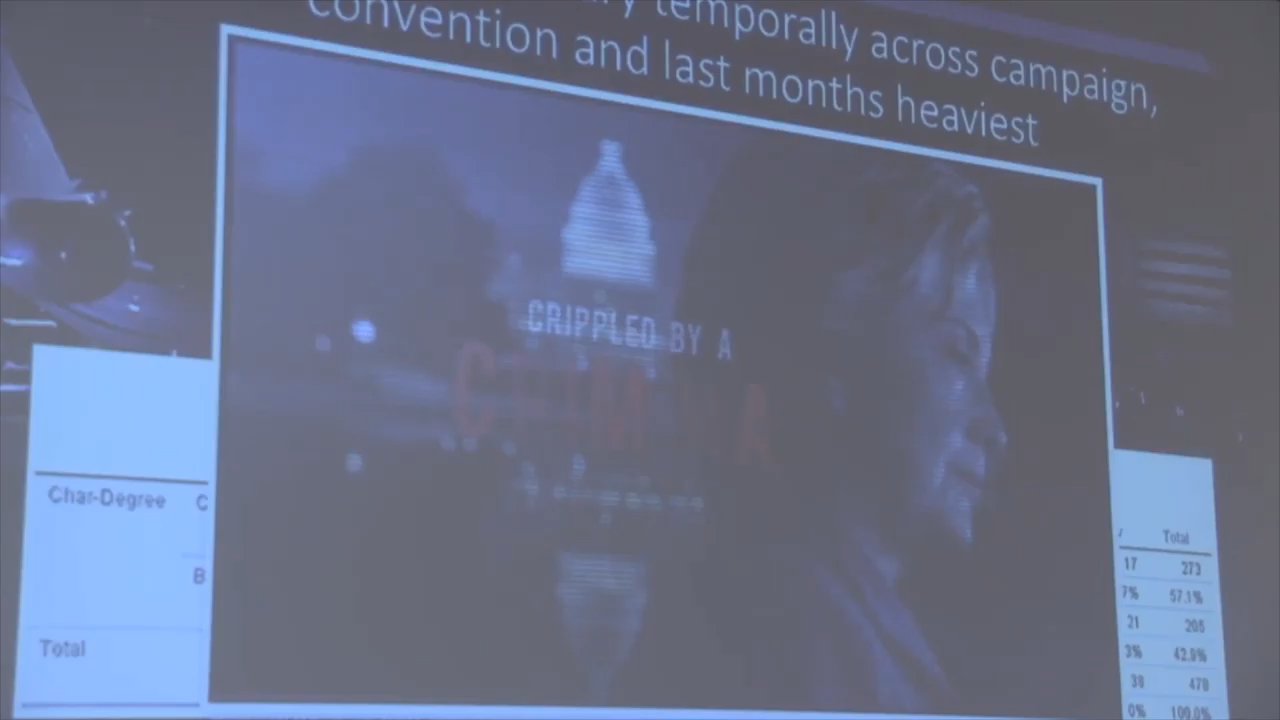 temporally across campaign,
convention and last months heaviest
CRIPPLED BY A
Char-Degree C
B
Total
Total
17 273
7% 57.1%
21 205
3% 42.9%
39 478
0% 100.0%